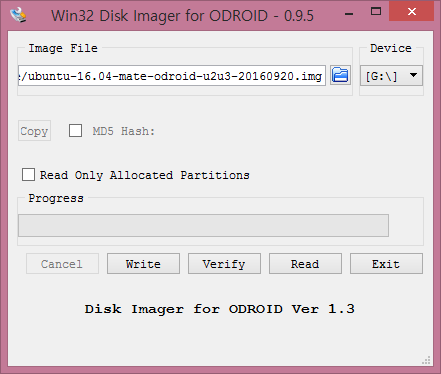 Win32 Disk Imager for ODROID - 0.9.5
Image File
Device
:/ubuntu-16.04-mate-odroid-u2u3-20160920.img
[G:\]
Copy
MD5 Hash:
Read Only Allocated Partitions
Progress
Cancel
Write
Verify
Read
Exit
Disk Imager for ODROID Ver 1.3